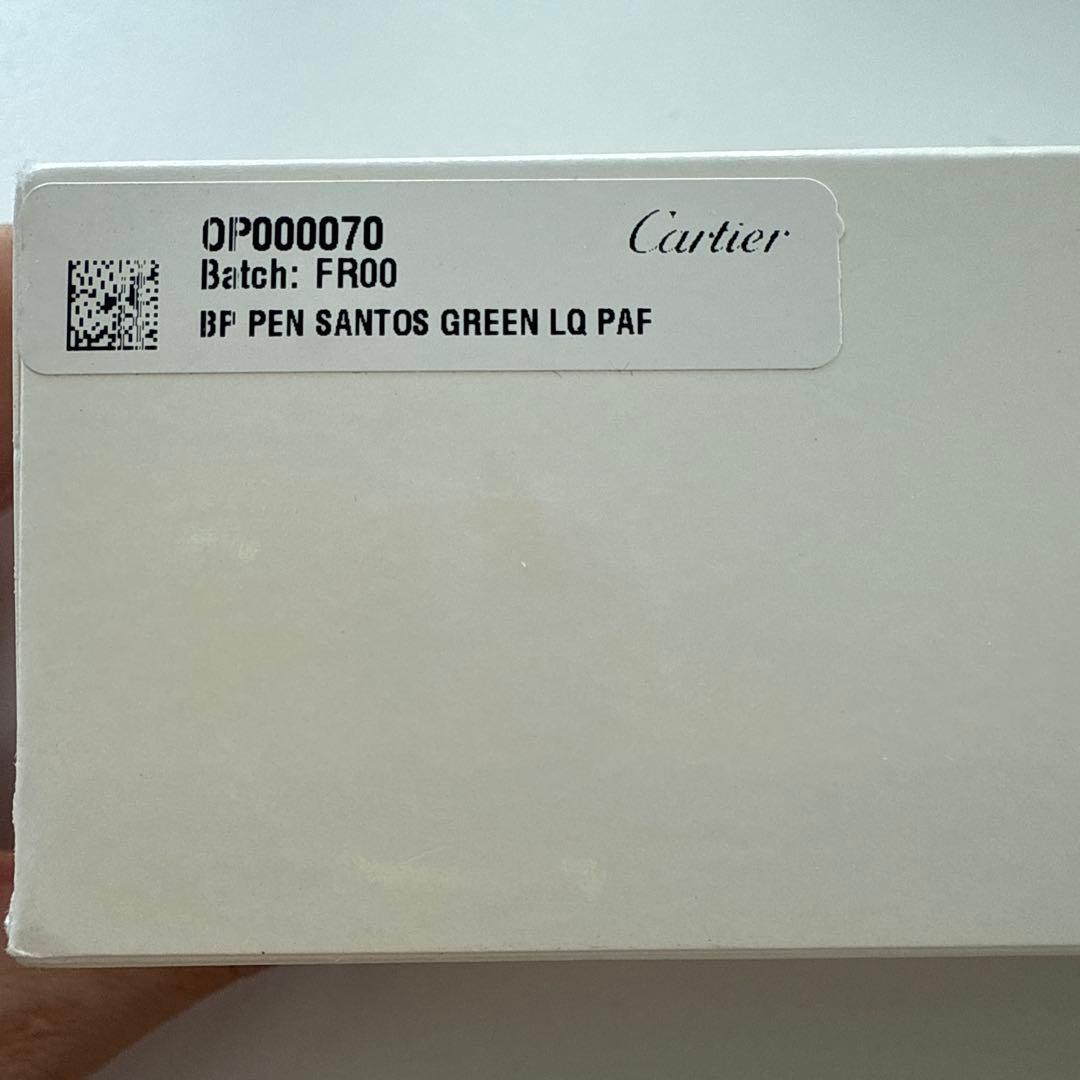 OP000070
Cartier
Batch: FR00
BP PEN SANTOS GREEN LQ PAF